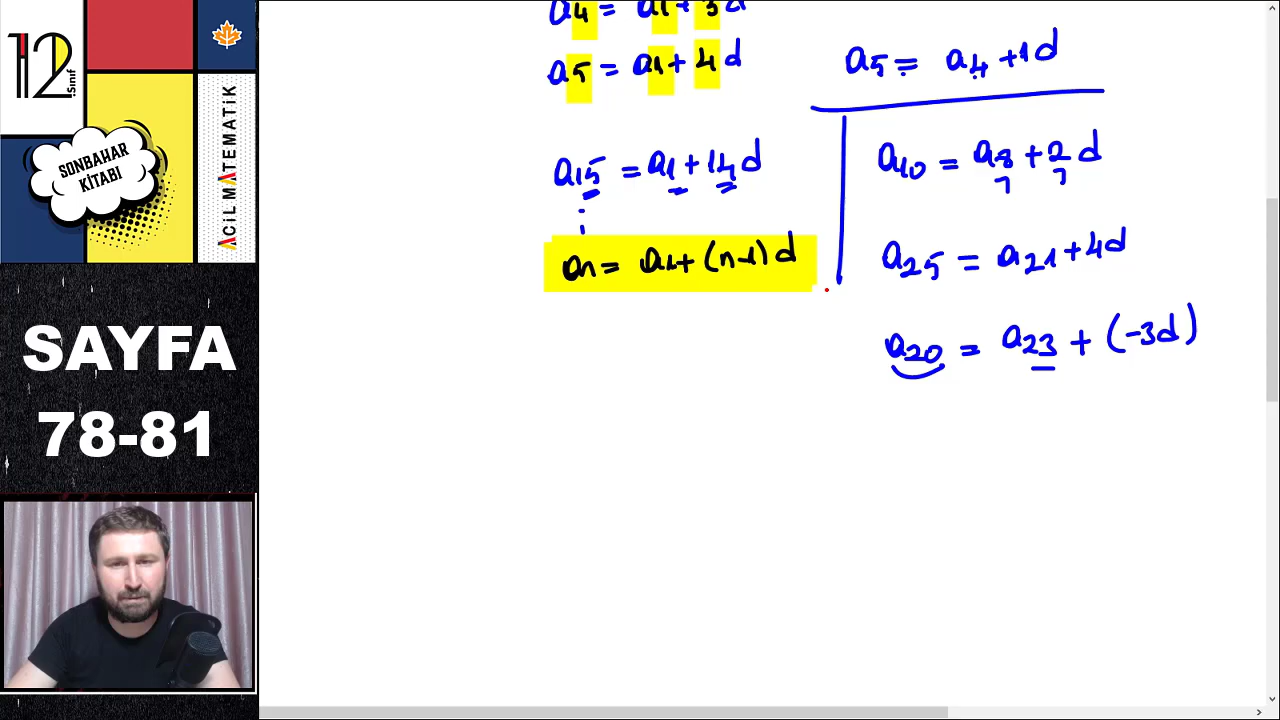 12
.Sınıf
SONBAHAR
KİTABI
ACİLMATEMATİK
SAYFA
78-81
a4 = a1 + 3d
a5 = a1 + 4d
a15 = a1 + 14d
an = a1 + (n-1)d
a5 = a4 + 1d
a10 = a8 + 2d
a25 = a21 + 4d
a20 = a23 + (-3d)